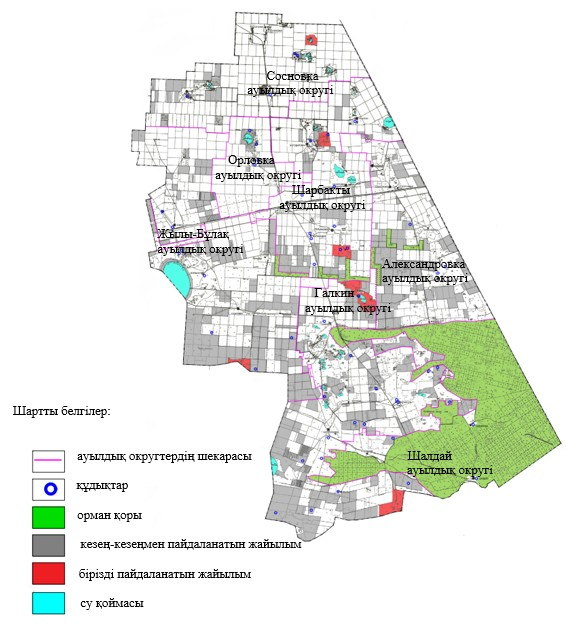 Сосновка
ауылдық округі
Орловка
ауылдық округі
Шарбақты
ауылдық округі
Жылы-Бұлақ
ауылдық округі
Александровка
ауылдық округі
Галкин
ауылдық округі
Шалдай
ауылдық округі
Шартты белгілер:
ауылдық округтердің шекарасы
құдықтар
орман қоры
кезең-кезеңмен пайдаланатын жайылым
бірізді пайдаланатын жайылым
су қоймасы